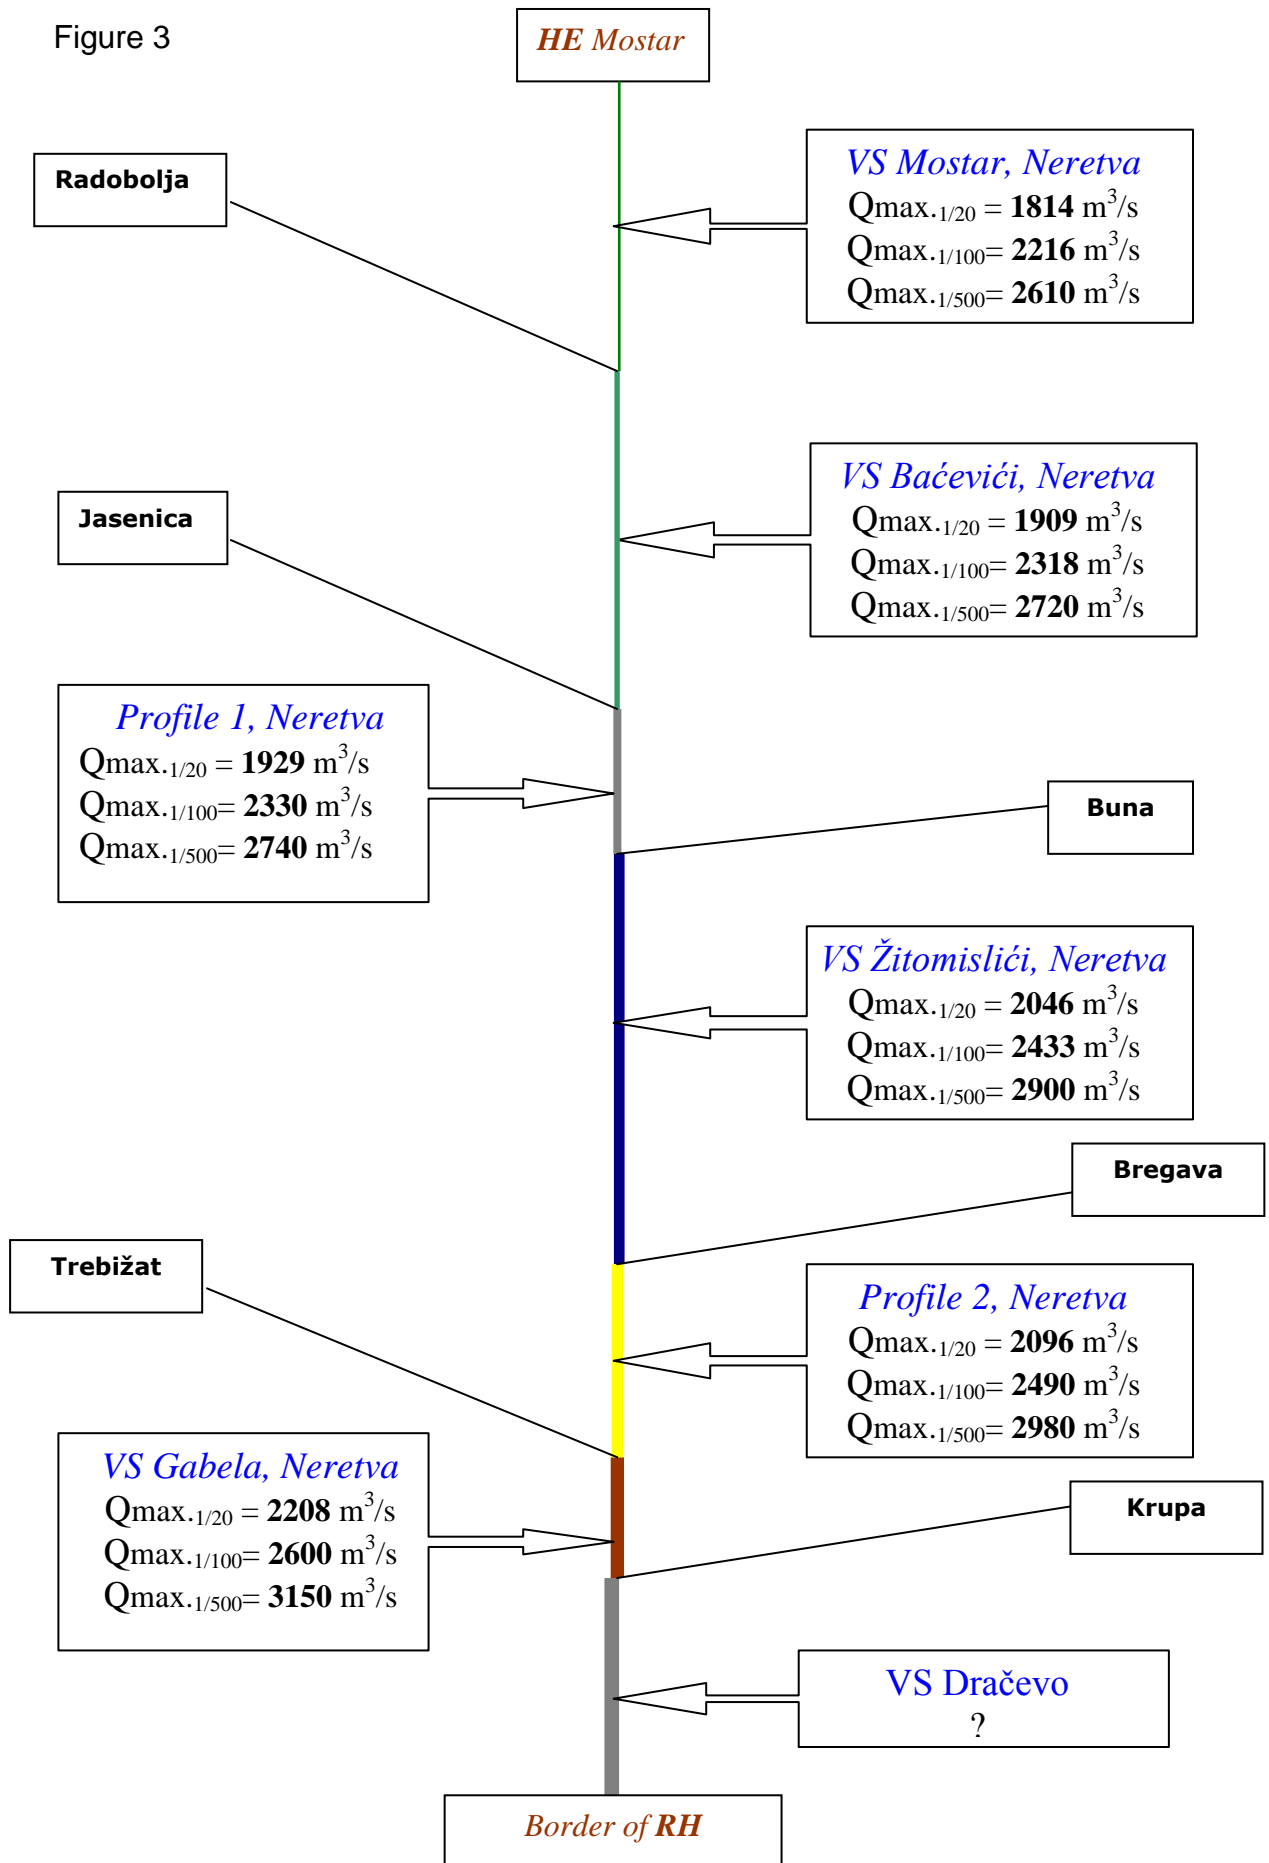 Figure 3
HE Mostar
Radobolja
VS Mostar, Neretva
Qmax.1/20 = 1814 m3/s
Qmax.1/100= 2216 m3/s
Qmax.1/500= 2610 m3/s
Jasenica
VS Baćevići, Neretva
Qmax.1/20 = 1909 m3/s
Qmax.1/100= 2318 m3/s
Qmax.1/500= 2720 m3/s
Profile 1, Neretva
Qmax.1/20 = 1929 m3/s
Qmax.1/100= 2330 m3/s
Qmax.1/500= 2740 m3/s
Buna
VS Žitomislići, Neretva
Qmax.1/20 = 2046 m3/s
Qmax.1/100= 2433 m3/s
Qmax.1/500= 2900 m3/s
Bregava
Trebižat
Profile 2, Neretva
Qmax.1/20 = 2096 m3/s
Qmax.1/100= 2490 m3/s
Qmax.1/500= 2980 m3/s
VS Gabela, Neretva
Qmax.1/20 = 2208 m3/s
Qmax.1/100= 2600 m3/s
Qmax.1/500= 3150 m3/s
Krupa
VS Dračevo
?
Border of RH